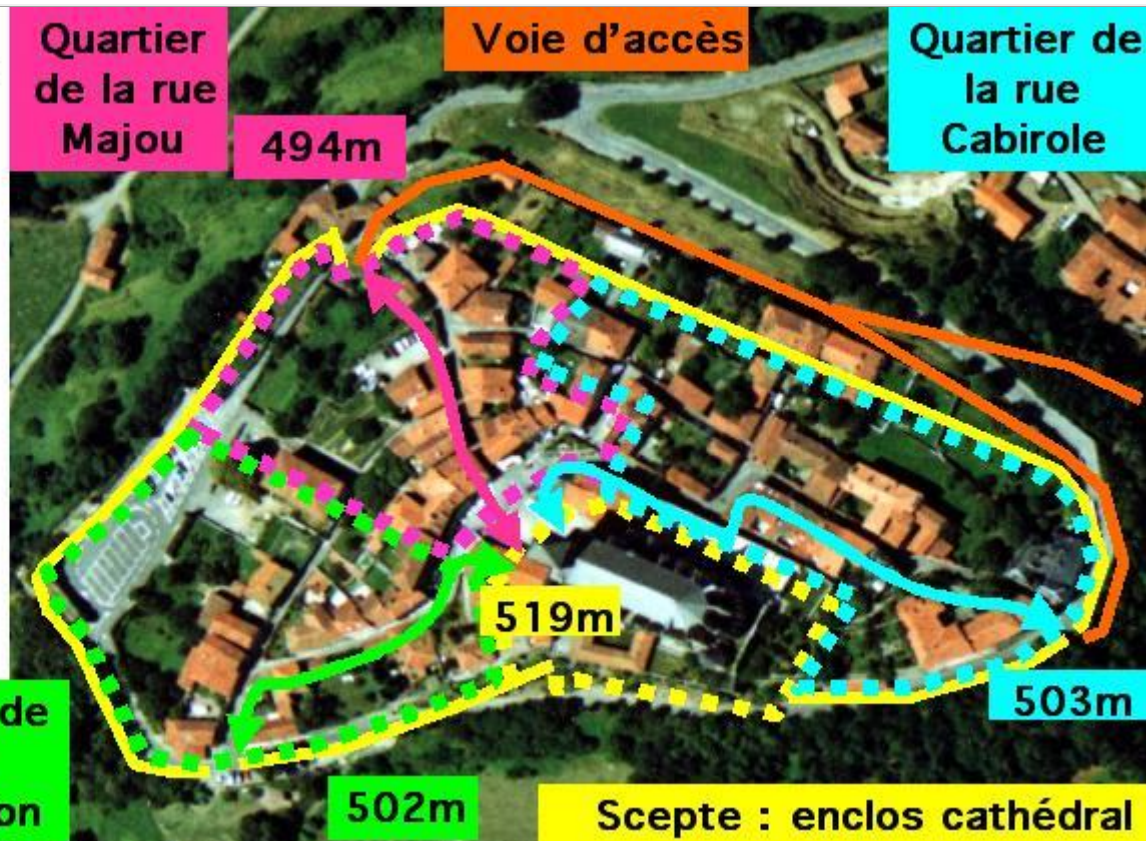 Quartier
de la rue
Majou
494m
Voie d'accès
Quartier de
la rue
Cabirole
519m
503m
de
on
502m
Scepte : enclos cathédral